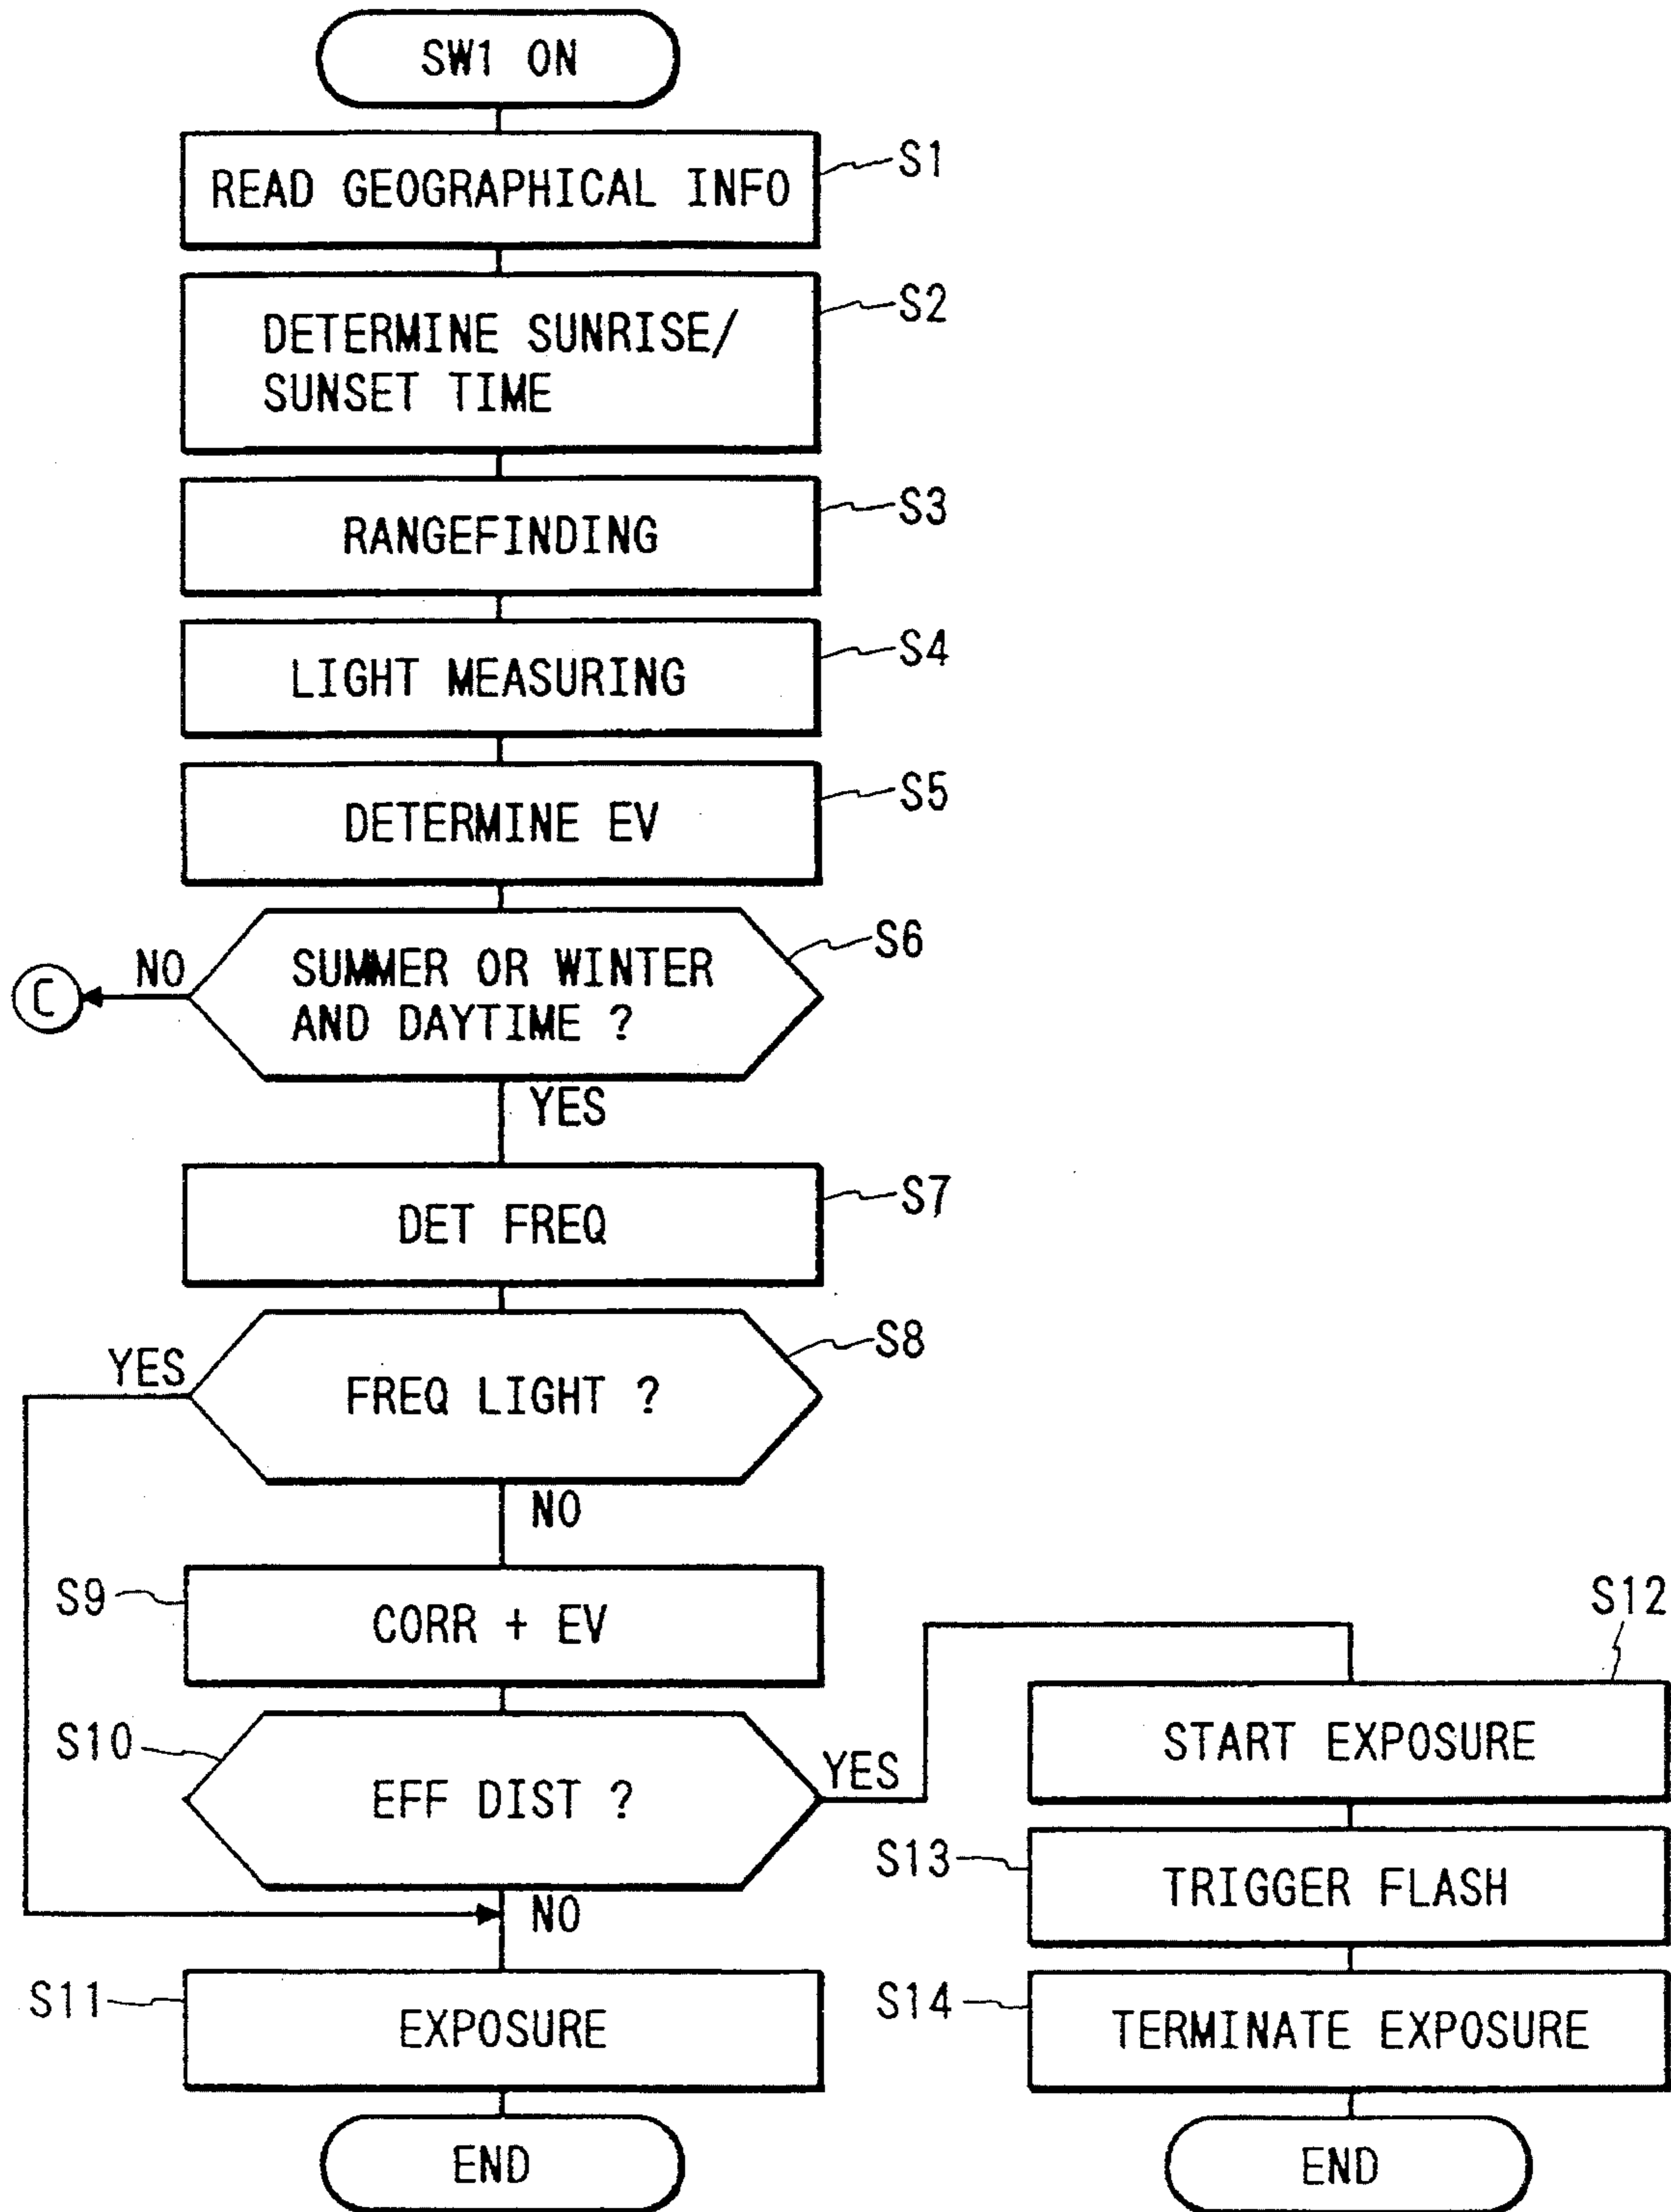 SW1 ON
READ GEOGRAPHICAL INFO
S1
DETERMINE SUNRISE/
SUNSET TIME
S2
RANGEFINDING
S3
LIGHT MEASURING
S4
DETERMINE EV
S5
SUMMER OR WINTER
AND DAYTIME ?
S6
NO
C
YES
DET FREQ
S7
FREQ LIGHT ?
S8
YES
NO
S9
CORR + EV
S10
EFF DIST ?
YES
NO
S11
EXPOSURE
END
S12
START EXPOSURE
S13
TRIGGER FLASH
S14
TERMINATE EXPOSURE
END